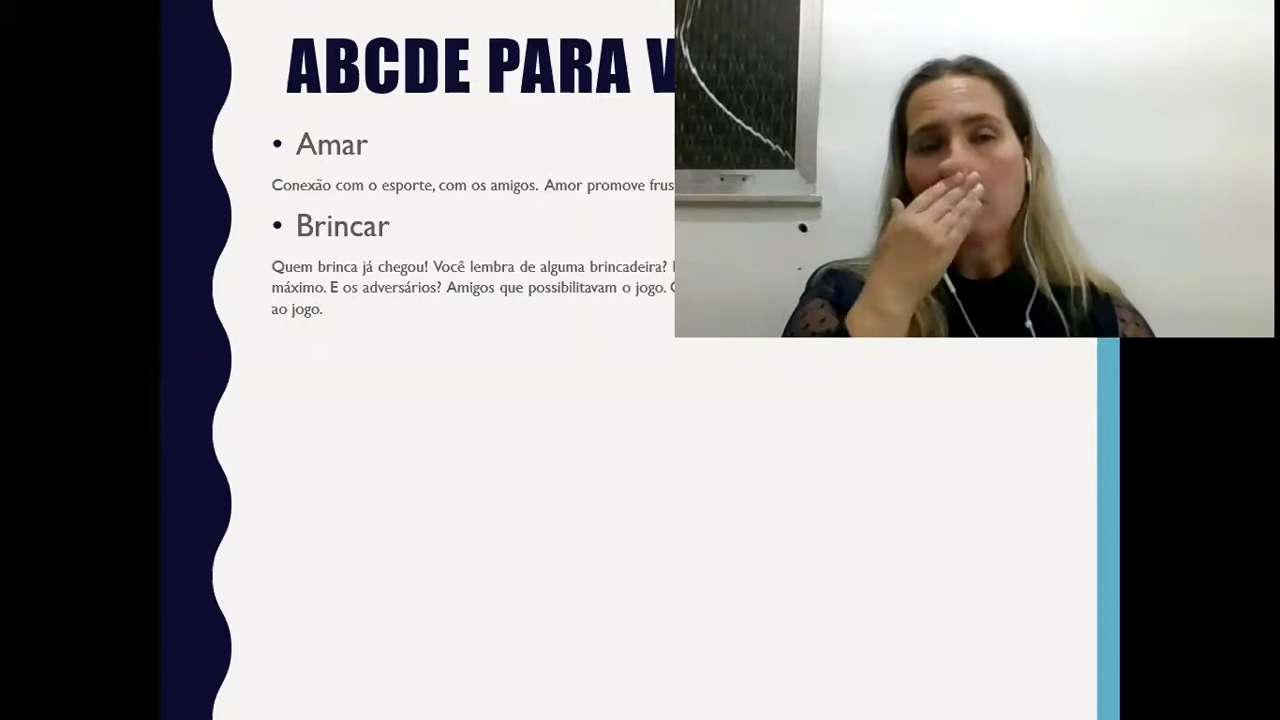 ABCDE PARA
• Amar
Conexão com o esporte, com os amigos. Amor promove
• Brincar
Quem brinca já chegou! Você lembra de alguma brincadeira?
máximo. E os adversários? Amigos que possibilitavam o jogo.
ao jogo.